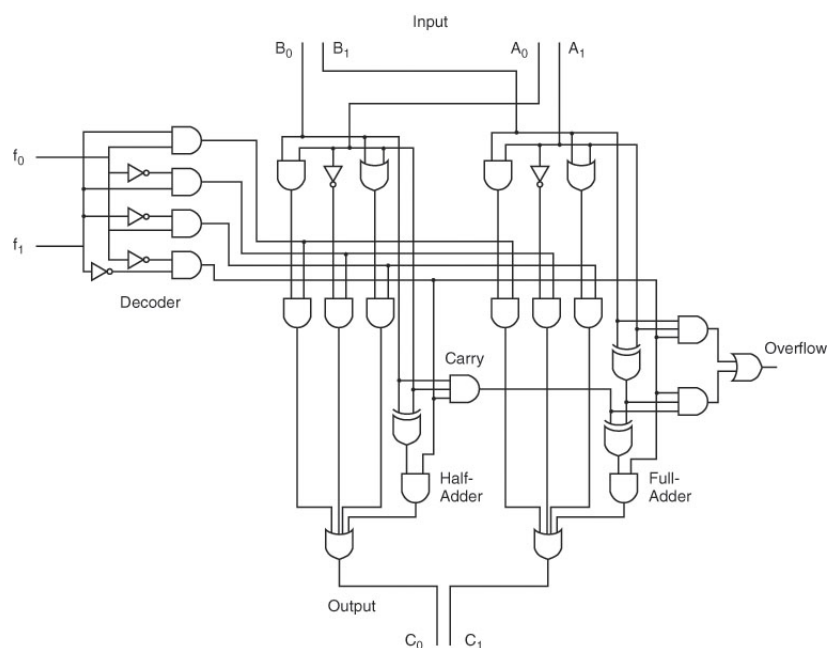 Input
B₀ B₁ A₀ A₁
f₀
f₁
Decoder
Carry
Overflow
Half-
Adder
Full-
Adder
Output
C₀ C₁